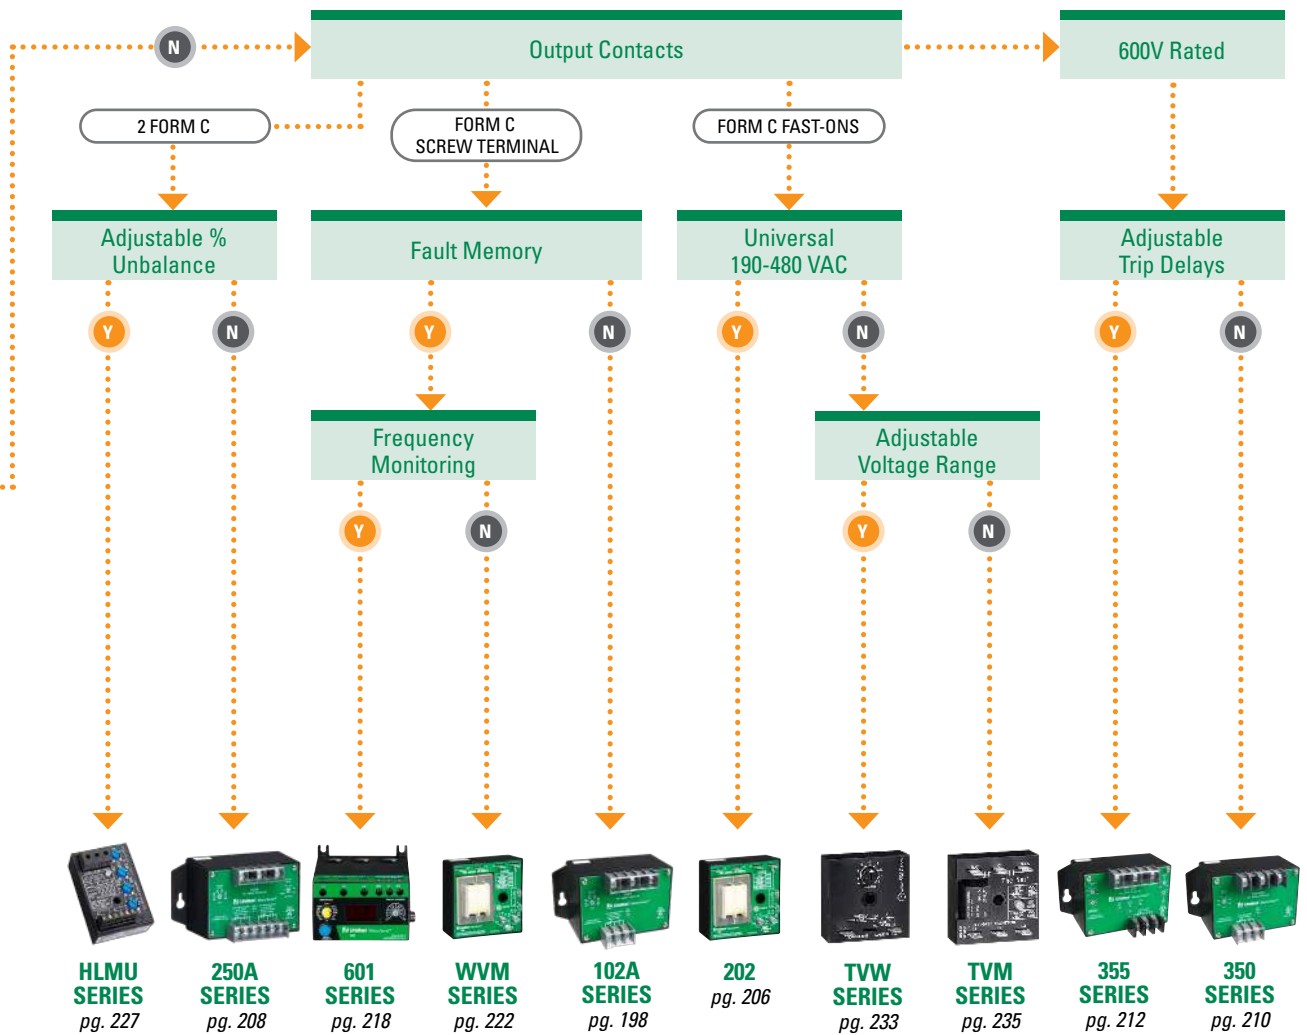 N
Output Contacts
600V Rated
2 FORM C
FORM C
SCREW TERMINAL
FORM C FAST-ONS
Adjustable %
Unbalance
Fault Memory
Universal
190-480 VAC
Adjustable
Trip Delays
Y
N
Y
N
Y
N
Y
N
Frequency
Monitoring
Adjustable
Voltage Range
Y
N
Y
N
HLMU
SERIES
pg. 227
250A
SERIES
pg. 208
601
SERIES
pg. 218
WVM
SERIES
pg. 222
102A
SERIES
pg. 198
202
pg. 206
TVW
SERIES
pg. 233
TVM
SERIES
pg. 235
355
SERIES
pg. 212
350
SERIES
pg. 210